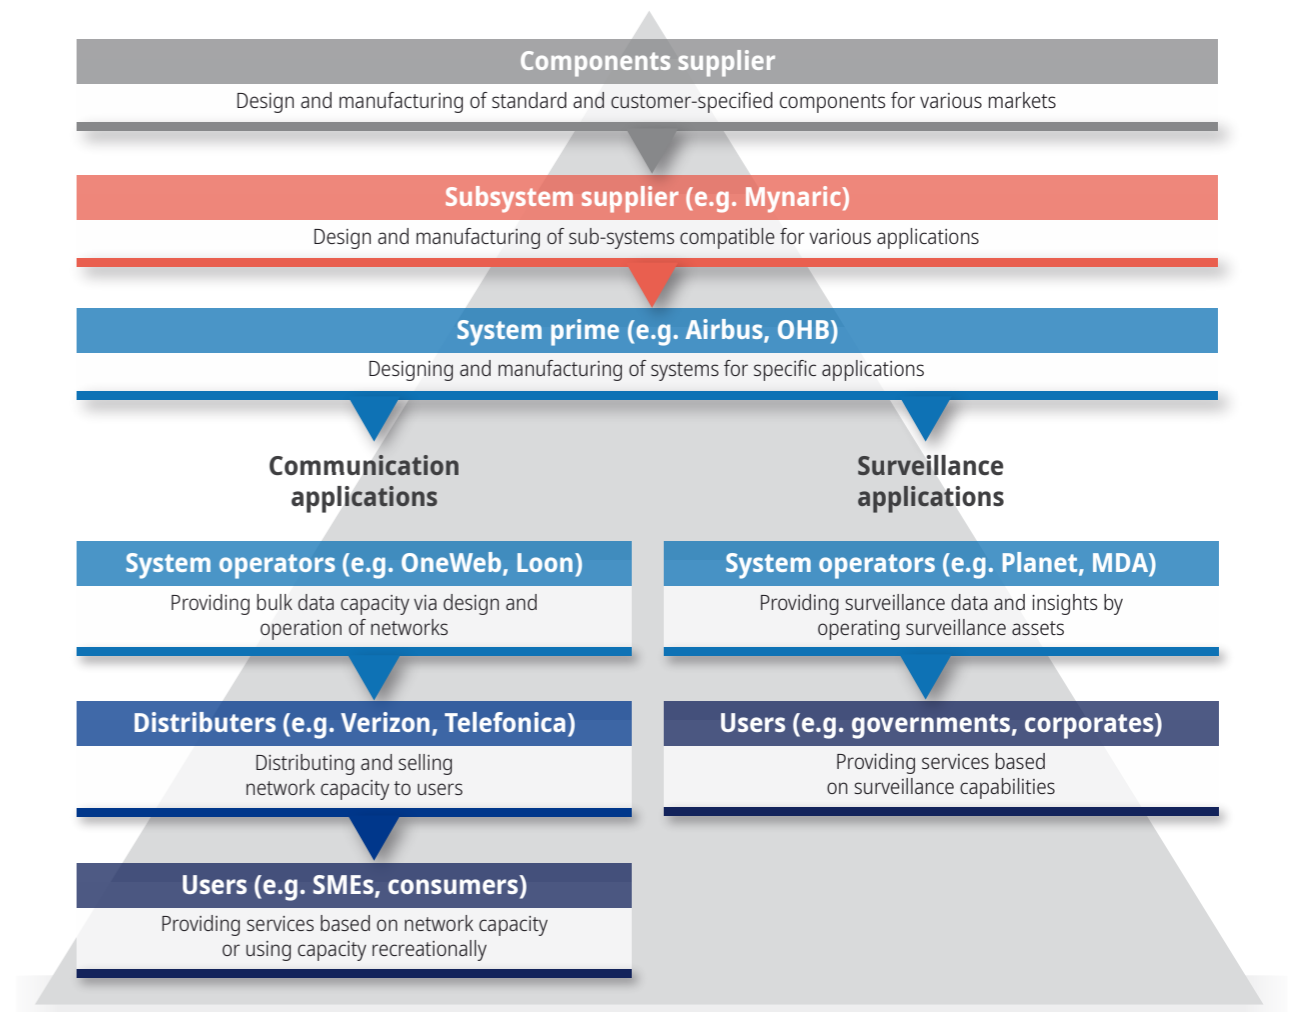 Components supplier
Design and manufacturing of standard and customer-specified components for various markets
Subsystem supplier (e.g. Mynaric)
Design and manufacturing of sub-systems compatible for various applications
System prime (e.g. Airbus, OHB)
Designing and manufacturing of systems for specific applications
Communication
applications
System operators (e.g. OneWeb, Loon)
Providing bulk data capacity via design and
operation of networks
Distributers (e.g. Verizon, Telefonica)
Distributing and selling
network capacity to users
Users (e.g. SMEs, consumers)
Providing services based on network capacity
or using capacity recreationally
Surveillance
applications
System operators (e.g. Planet, MDA)
Providing surveillance data and insights by
operating surveillance assets
Users (e.g. governments, corporates)
Providing services based
on surveillance capabilities